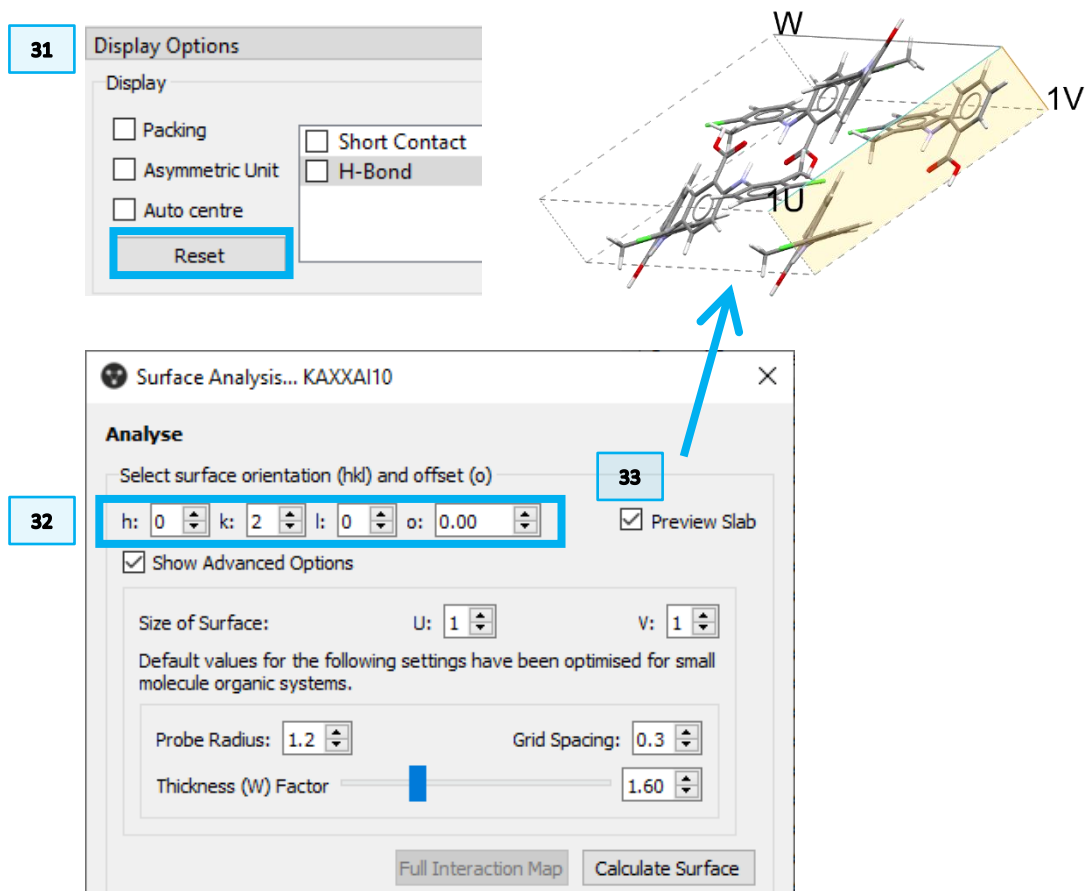 31
Display Options
Display
Packing
Asymmetric Unit
Auto centre
Reset
Short Contact
H-Bond
W
1V
1U
Surface Analysis... KAXXAI10
Analyse
Select surface orientation (hkl) and offset (o)
33
32
h: 0 k: 2 l: 0 o: 0.00
Preview Slab
Show Advanced Options
Size of Surface: U: 1 V: 1
Default values for the following settings have been optimised for small
molecule organic systems.
Probe Radius: 1.2 Grid Spacing: 0.3
Thickness (W) Factor 1.60
Full Interaction Map Calculate Surface